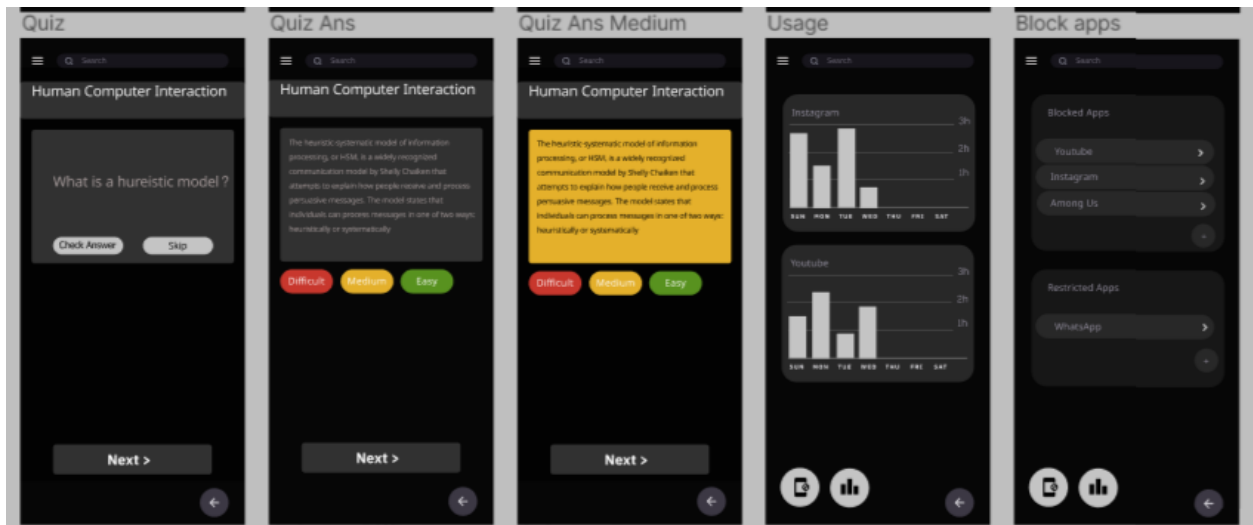 Quiz
Search
Human Computer Interaction
What is a hureistic model?
Check Answer
Skip
Next >
Quiz Ans
Search
Human Computer Interaction
The heuristic-systematic model of information
processing, or HSM, is a widely recognized
communication model by Shelly Chaiken that
attempts to explain how people receive and process
persuasive messages. The model states that
individuals can process messages in one of two ways:
heuristically or systematically
Difficult
Medium
Easy
Next >
Quiz Ans Medium
Search
Human Computer Interaction
The heuristic-systematic model of information
processing, or HSM, is a widely recognized
communication model by Shelly Chaiken that
attempts to explain how people receive and process
persuasive messages. The model states that
individuals can process messages in one of two ways:
heuristically or systematically
Difficult
Medium
Easy
Next >
Usage
Search
Instagram
3h
2h
1h
SUN MON TUE WED THU FRI SAT
Youtube
3h
2h
1h
SUN MON TUE WED THU FRI SAT
Block apps
Search
Blocked Apps
Youtube
Instagram
Among Us
Restricted Apps
WhatsApp